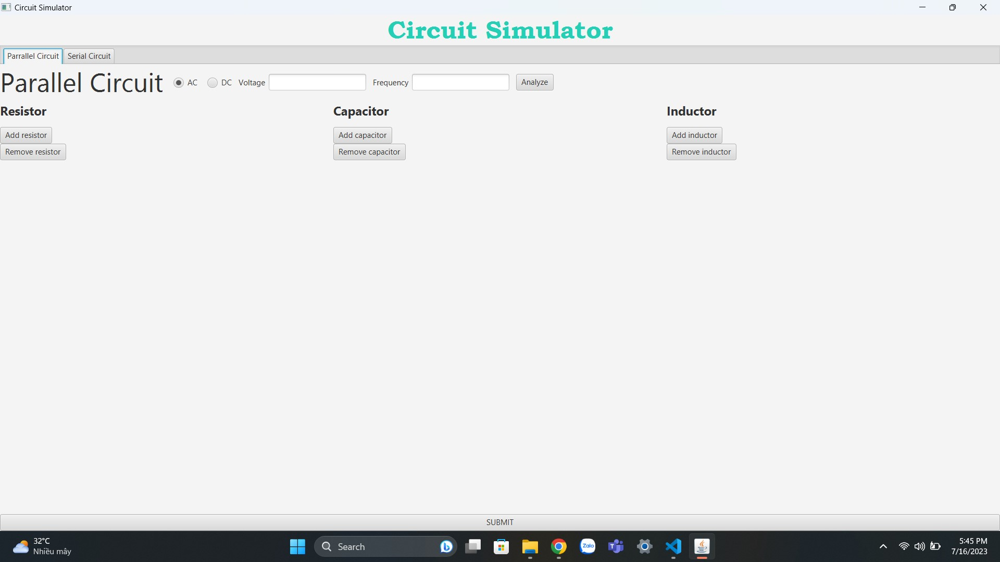 Circuit Simulator
Circuit Simulator
Parrallel Circuit Serial Circuit
Parallel Circuit AC DC Voltage Frequency Analyze
Resistor Capacitor Inductor
Add resistor Add capacitor Add inductor
Remove resistor Remove capacitor Remove inductor
SUBMIT
32°C
Nhiều mây
Search
Zalo
5:45 PM
7/16/2023